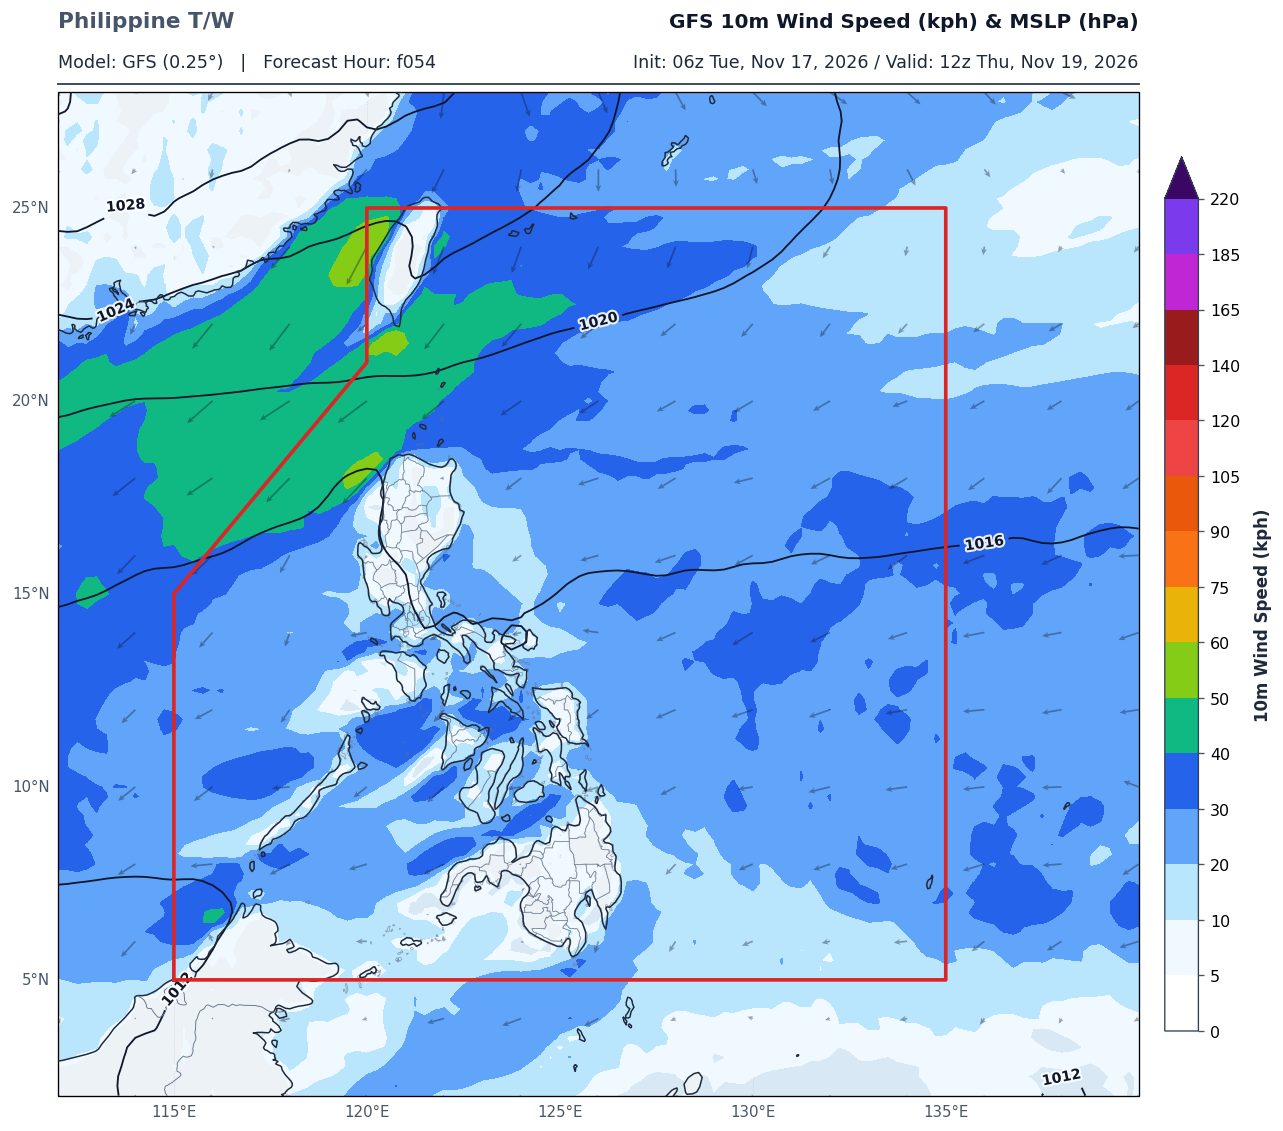 Philippine T/W
GFS 10m Wind Speed (kph) & MSLP (hPa)
Model: GFS (0.25°)   |   Forecast Hour: f054
Init: 06z Tue, Nov 17, 2026 / Valid: 12z Thu, Nov 19, 2026
25°N
20°N
15°N
10°N
5°N
115°E
120°E
125°E
130°E
135°E
1028
1024
1020
1016
1012
1012
220
185
165
140
120
105
90
75
60
50
40
30
20
10
5
0
10m Wind Speed (kph)